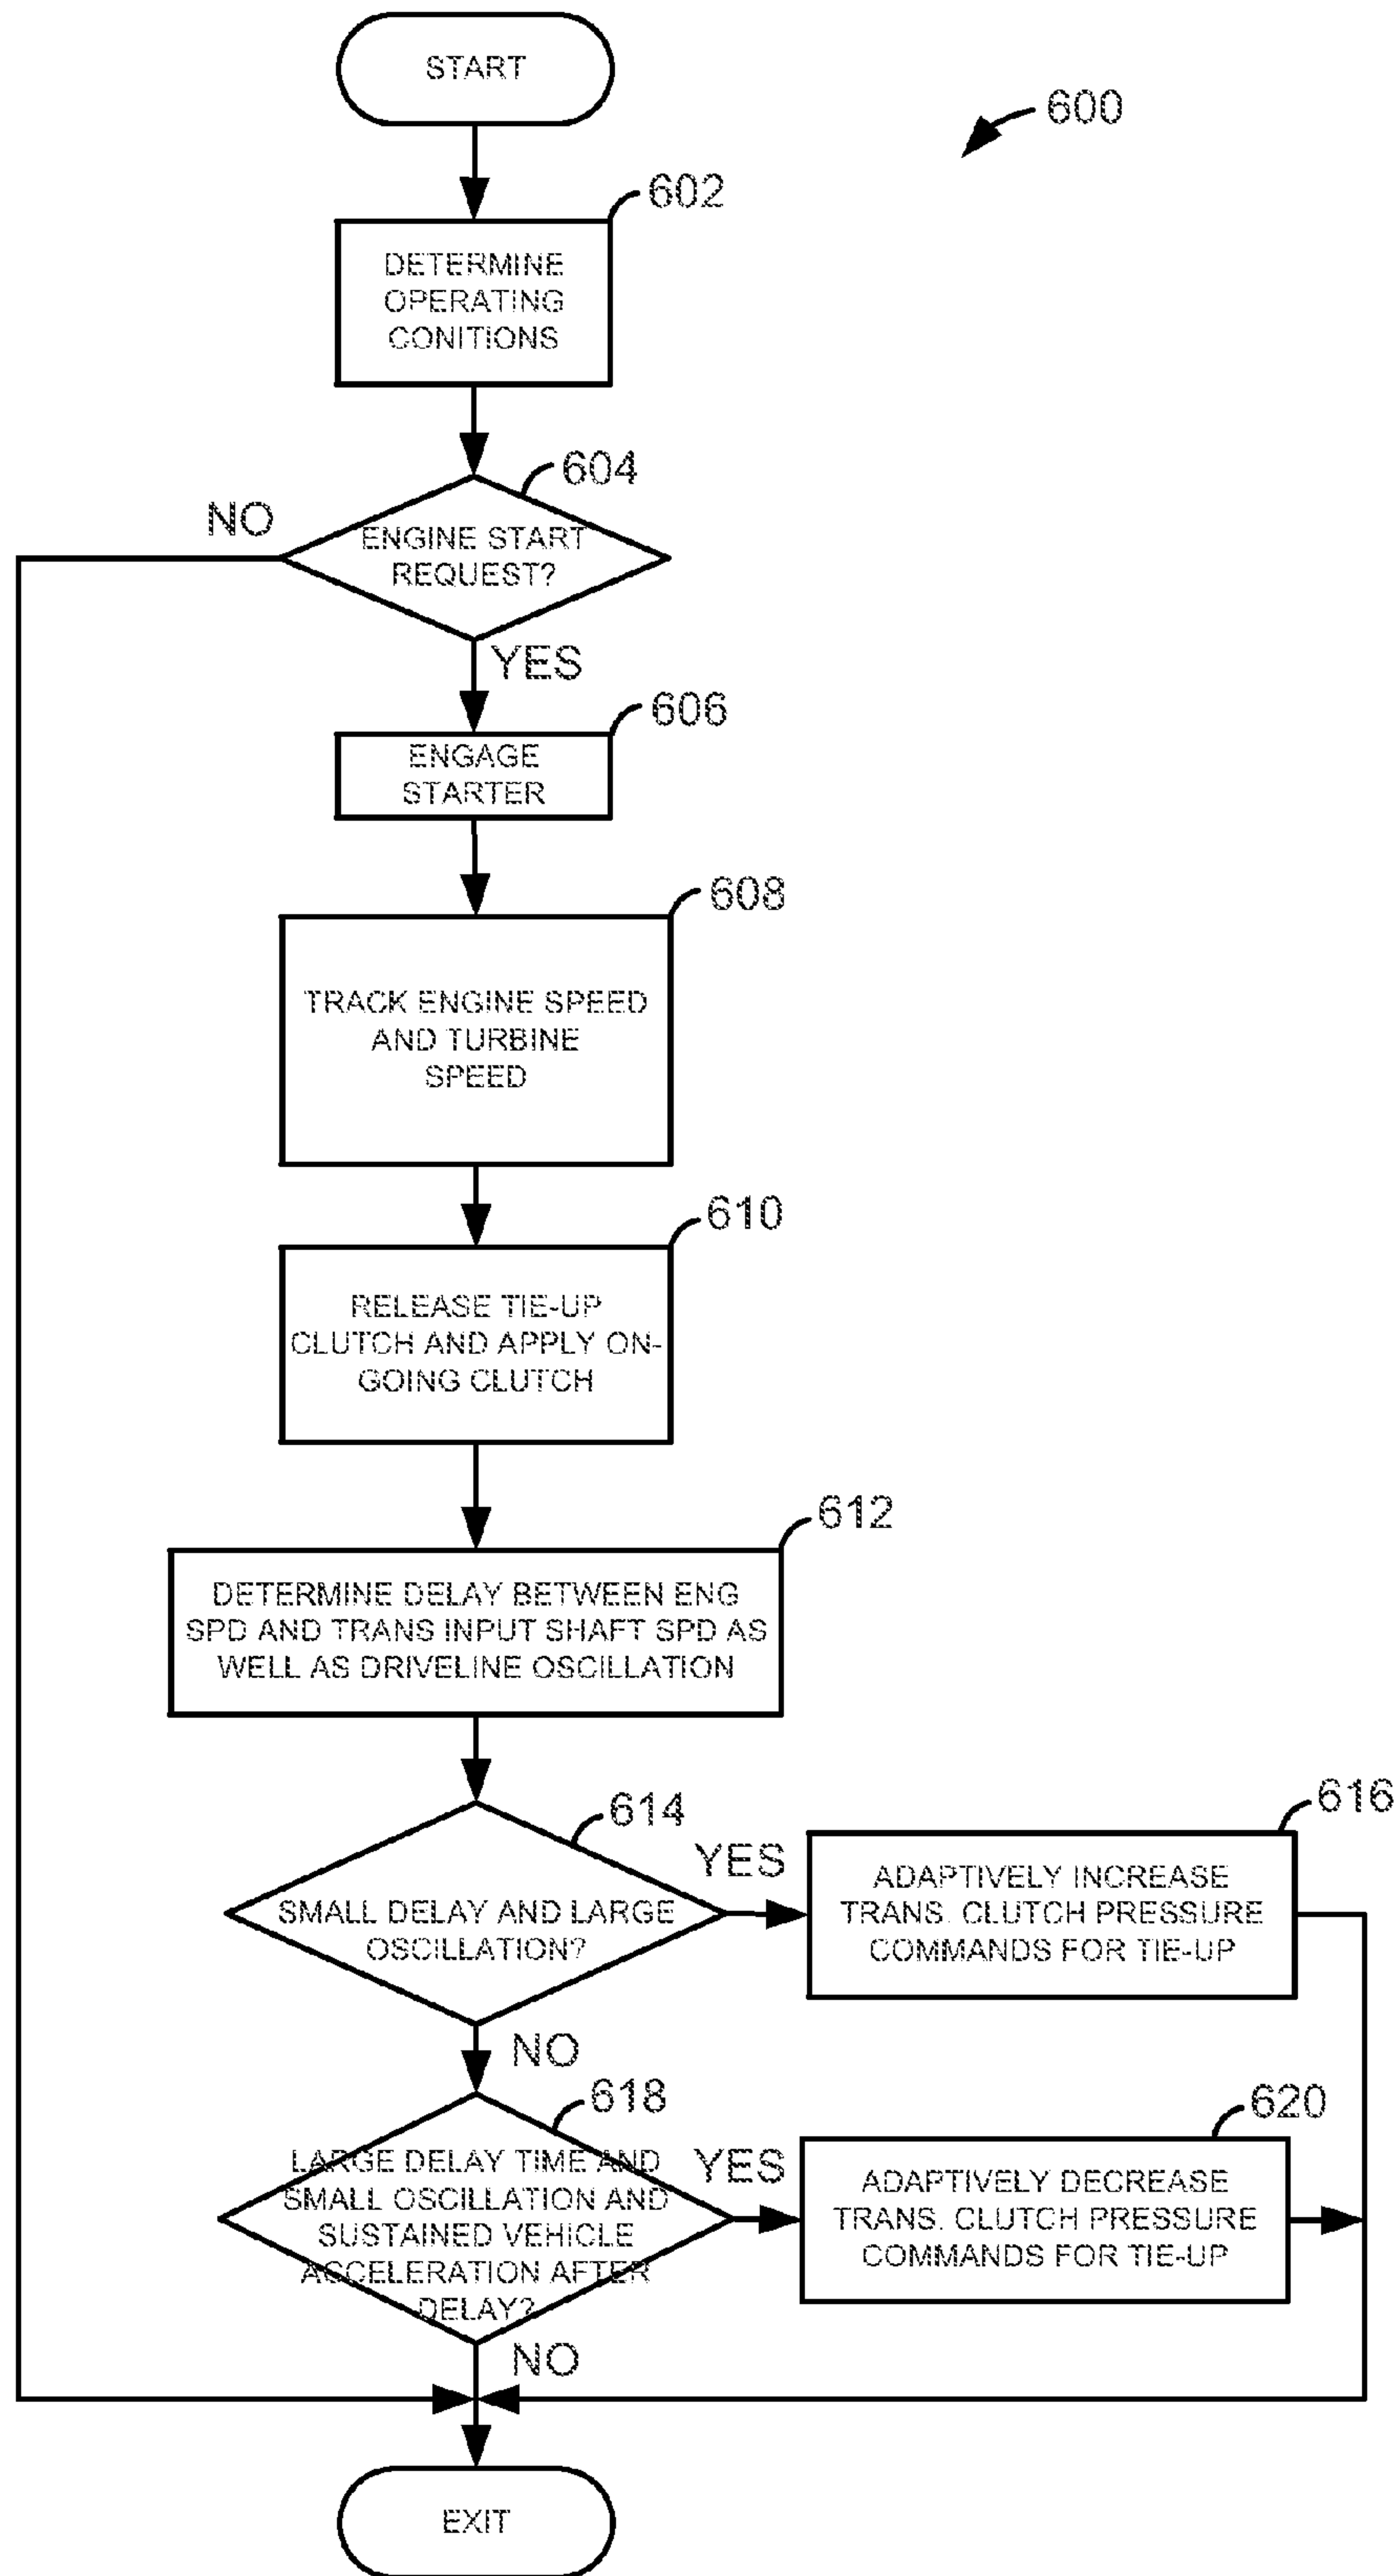 START
600
602
DETERMINE
OPERATING
CONITIONS
604
NO
ENGINE START
REQUEST?
YES
606
ENGAGE
STARTER
608
TRACK ENGINE SPEED
AND TURBINE
SPEED
610
RELEASE TIE-UP
CLUTCH AND APPLY ON-
GOING CLUTCH
612
DETERMINE DELAY BETWEEN ENG
SPD AND TRANS INPUT SHAFT SPD AS
WELL AS DRIVELINE OSCILLATION
614
SMALL DELAY AND LARGE
OSCILLATION?
YES
616
ADAPTIVELY INCREASE
TRANS. CLUTCH PRESSURE
COMMANDS FOR TIE-UP
NO
618
LARGE DELAY TIME AND
SMALL OSCILLATION AND
SUSTAINED VEHICLE
ACCELERATION AFTER
DELAY?
YES
620
ADAPTIVELY DECREASE
TRANS. CLUTCH PRESSURE
COMMANDS FOR TIE-UP
NO
EXIT